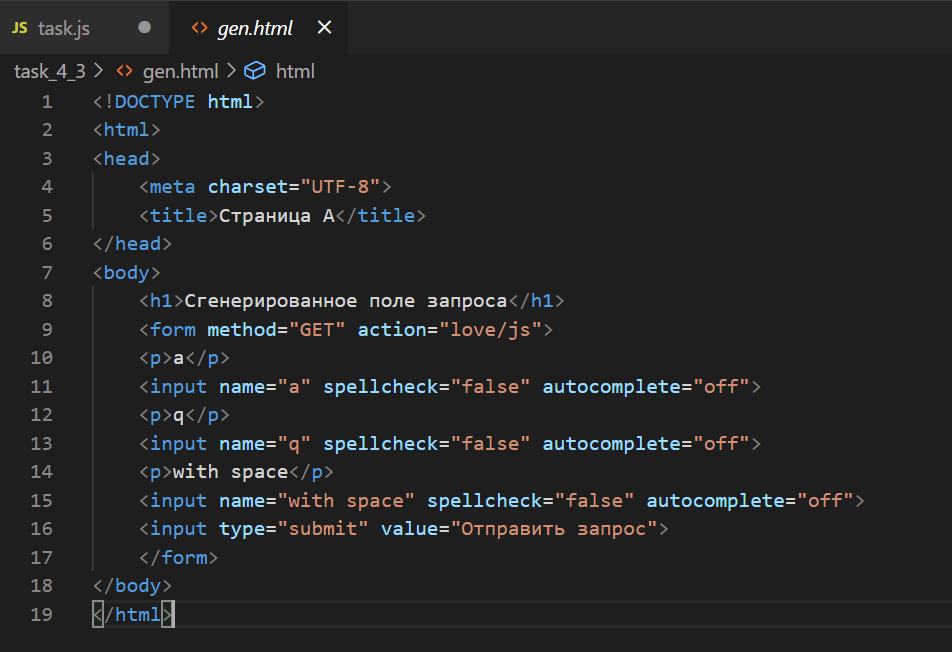 JS task.js ● <> gen.html ×
task_4_3 > <> gen.html > html
1 <!DOCTYPE html>
2 <html>
3 <head>
4     <meta charset="UTF-8">
5     <title>Страница A</title>
6 </head>
7 <body>
8     <h1>Сгенерированное поле запроса</h1>
9     <form method="GET" action="love/js">
10     <p>a</p>
11     <input name="a" spellcheck="false" autocomplete="off">
12     <p>q</p>
13     <input name="q" spellcheck="false" autocomplete="off">
14     <p>with space</p>
15     <input name="with space" spellcheck="false" autocomplete="off">
16     <input type="submit" value="Отправить запрос">
17     </form>
18 </body>
19 </html>